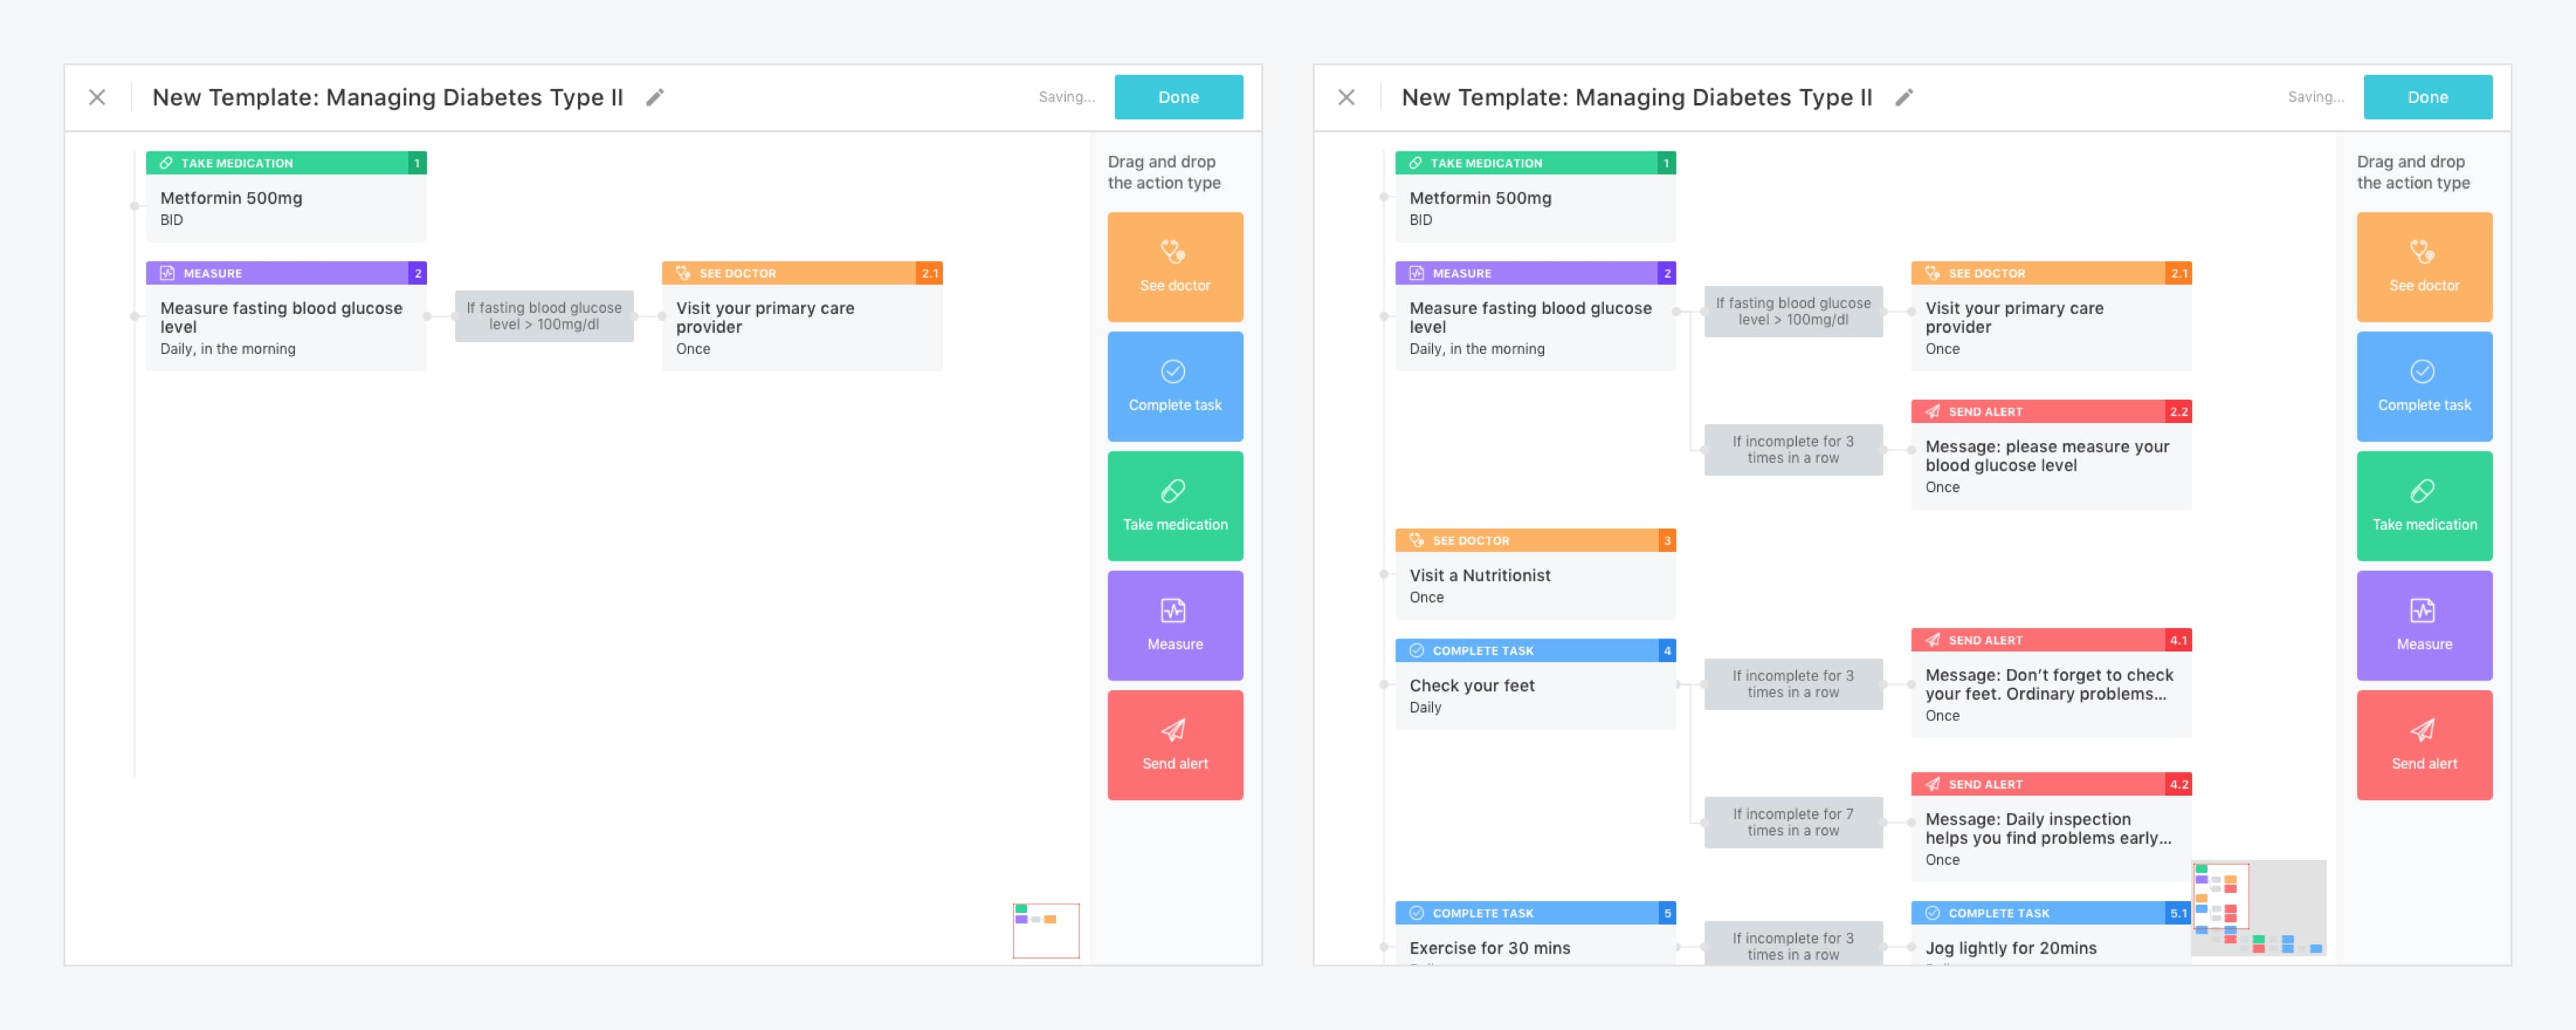 New Template: Managing Diabetes Type II
Saving...
Done
TAKE MEDICATION 1
Metformin 500mg
BID
MEASURE 2
Measure fasting blood glucose
level
Daily, in the morning
If fasting blood glucose
level > 100mg/dl
SEE DOCTOR 2.1
Visit your primary care
provider
Once
Drag and drop
the action type
See doctor
Complete task
Take medication
Measure
Send alert
New Template: Managing Diabetes Type II
Saving...
Done
TAKE MEDICATION 1
Metformin 500mg
BID
MEASURE 2
Measure fasting blood glucose
level
Daily, in the morning
If fasting blood glucose
level > 100mg/dl
SEE DOCTOR 2.1
Visit your primary care
provider
Once
If incomplete for 3
times in a row
SEND ALERT 2.2
Message: please measure your
blood glucose level
Once
SEE DOCTOR 3
Visit a Nutritionist
Once
COMPLETE TASK 4
Check your feet
Daily
If incomplete for 3
times in a row
SEND ALERT 4.1
Message: Don’t forget to check
your feet. Ordinary problems...
Once
If incomplete for 7
times in a row
SEND ALERT 4.2
Message: Daily inspection
helps you find problems early...
Once
COMPLETE TASK 5
Exercise for 30 mins
If incomplete for 3
times in a row
COMPLETE TASK 5.1
Jog lightly for 20mins
Drag and drop
the action type
See doctor
Complete task
Take medication
Measure
Send alert